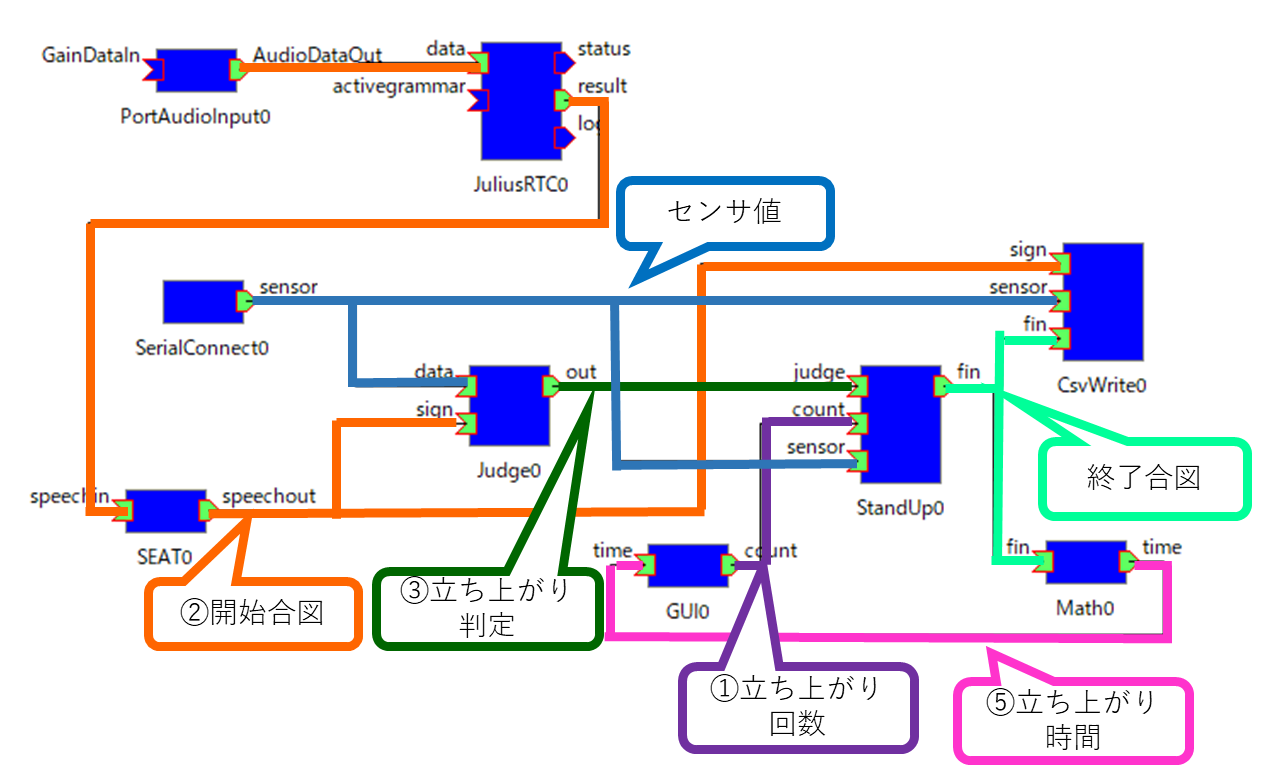 GainDataIn
AudioDataOut
PortAudioInput0
data
activegrammar
status
result
log
JuliusRTC0
センサ値
sensor
SerialConnect0
sign
sensor
fin
CsvWrite0
data
sign
out
Judge0
judge
count
sensor
fin
StandUp0
終了合図
speechin
speechout
SEAT0
②開始合図
③立ち上がり
判定
time
count
GUI0
fin
time
Math0
①立ち上がり
回数
⑤立ち上がり
時間